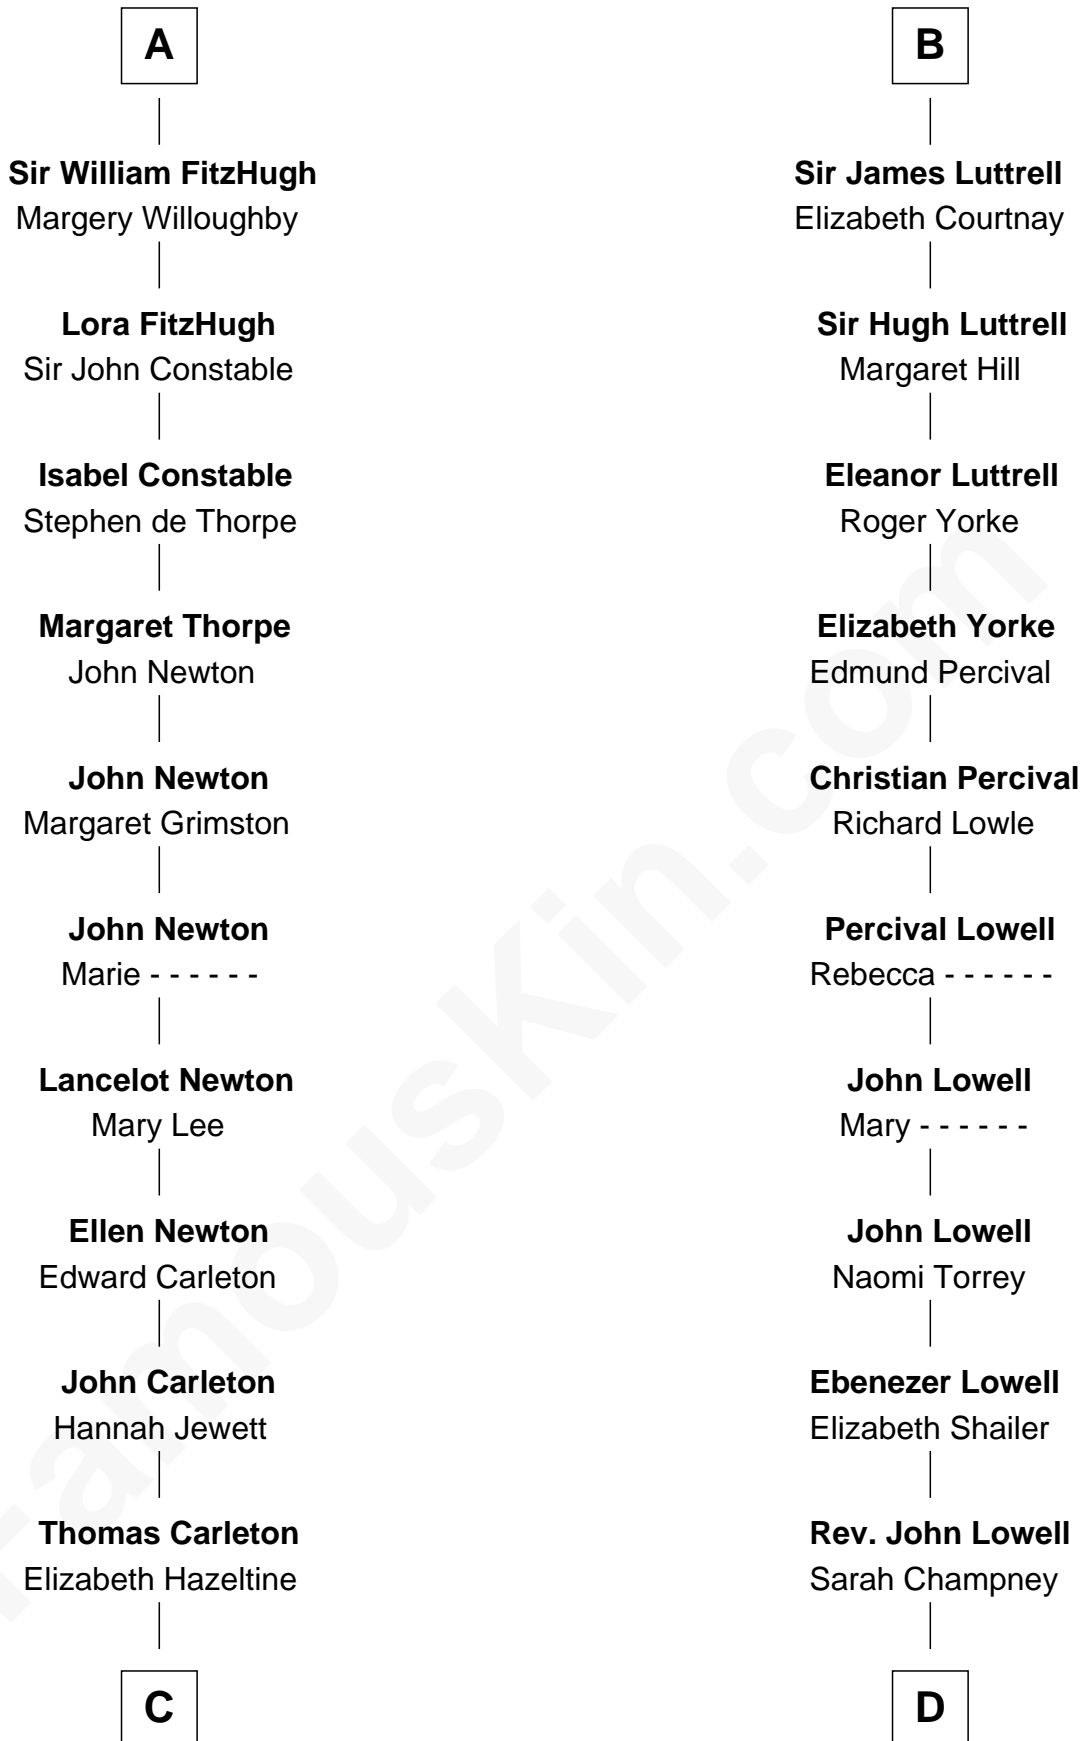 A
Sir William FitzHugh
Margery Willoughby
Lora FitzHugh
Sir John Constable
Isabel Constable
Stephen de Thorpe
Margaret Thorpe
John Newton
John Newton
Margaret Grimston
John Newton
Marie - - - - - -
Lancelot Newton
Mary Lee
Ellen Newton
Edward Carleton
John Carleton
Hannah Jewett
Thomas Carleton
Elizabeth Hazeltine
C
B
Sir James Luttrell
Elizabeth Courtnay
Sir Hugh Luttrell
Margaret Hill
Eleanor Luttrell
Roger Yorke
Elizabeth Yorke
Edmund Percival
Christian Percival
Richard Lowle
Percival Lowell
Rebecca - - - - - -
John Lowell
Mary - - - - - -
John Lowell
Naomi Torrey
Ebenezer Lowell
Elizabeth Shailer
Rev. John Lowell
Sarah Champney
D
FamousKin.com